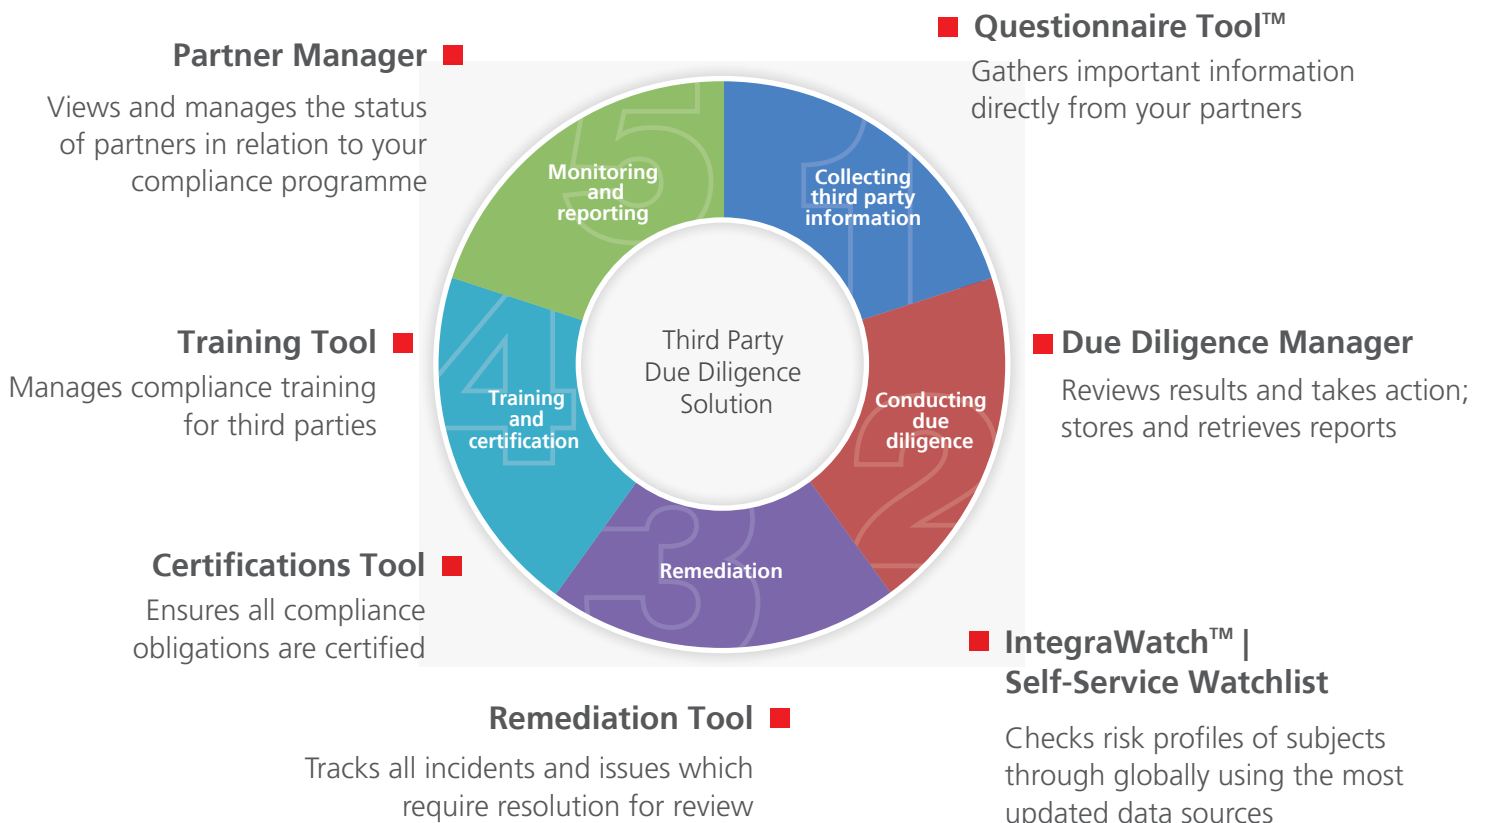 Questionnaire Tool™
Gathers important information
directly from your partners
Partner Manager
Views and manages the status
of partners in relation to your
compliance programme
5
Monitoring
and
reporting
1
Collecting
third party
information
Training Tool
Manages compliance training
for third parties
4
Training
and
certification
Third Party
Due Diligence
Solution
2
Conducting
due
diligence
Due Diligence Manager
Reviews results and takes action;
stores and retrieves reports
3
Remediation
Certifications Tool
Ensures all compliance
obligations are certified
IntegraWatch™ |
Self-Service Watchlist
Checks risk profiles of subjects
through globally using the most
updated data sources
Remediation Tool
Tracks all incidents and issues which
require resolution for review